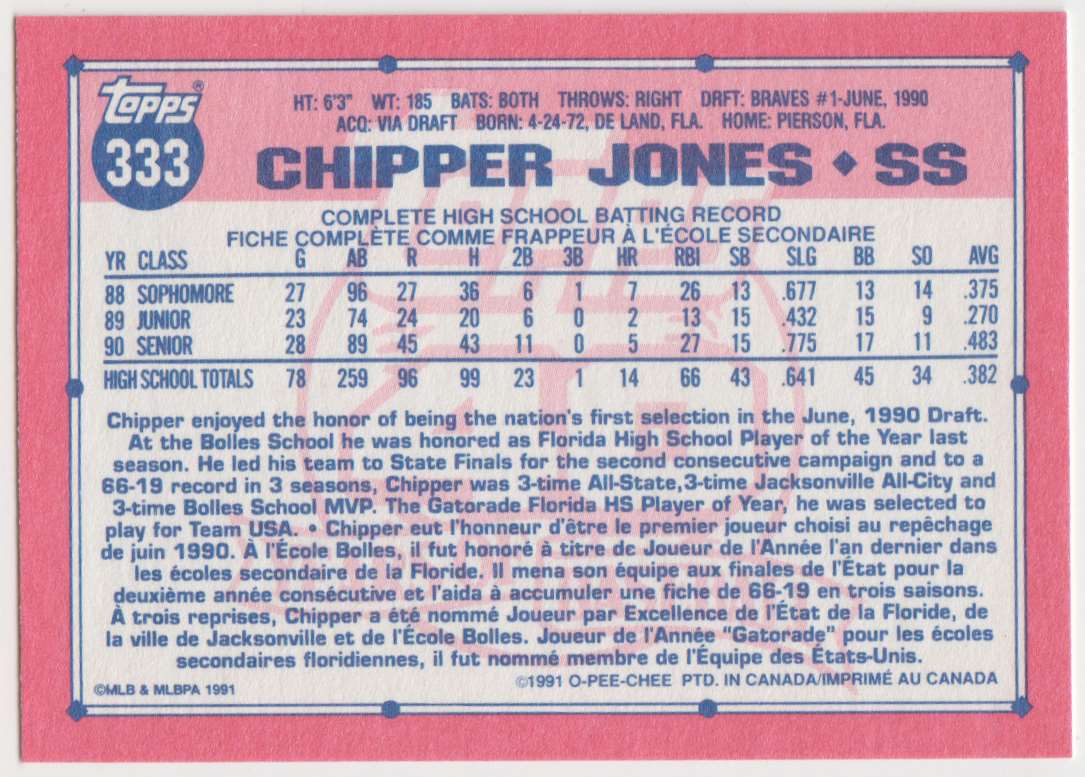 Topps®
333
HT: 6'3" WT: 185 BATS: BOTH THROWS: RIGHT DRFT: BRAVES #1-JUNE, 1990
ACQ: VIA DRAFT BORN: 4-24-72, DE LAND, FLA. HOME: PIERSON, FLA.
CHIPPER JONES ♦ SS
COMPLETE HIGH SCHOOL BATTING RECORD
FICHE COMPLÈTE COMME FRAPPEUR À L'ÉCOLE SECONDAIRE
YR CLASS G AB R H 2B 3B HR RBI SB SLG BB SO AVG
88 SOPHOMORE 27 96 27 36 6 1 7 26 13 .677 13 14 .375
89 JUNIOR 23 74 24 20 6 0 2 13 15 .432 15 9 .270
90 SENIOR 28 89 45 43 11 0 5 27 15 .775 17 11 .483
HIGH SCHOOL TOTALS 78 259 96 99 23 1 14 66 43 .641 45 34 .382
Chipper enjoyed the honor of being the nation's first selection in the June, 1990 Draft.
At the Bolles School he was honored as Florida High School Player of the Year last
season. He led his team to State Finals for the second consecutive campaign and to a
66-19 record in 3 seasons, Chipper was 3-time All-State,3-time Jacksonville All-City and
3-time Bolles School MVP. The Gatorade Florida HS Player of Year, he was selected to
play for Team USA. • Chipper eut l'honneur d'être le premier joueur choisi au repêchage
de juin 1990. À l'École Bolles, il fut honoré à titre de Joueur de l'Année l'an dernier dans
les écoles secondaire de la Floride. Il mena son équipe aux finales de l'État pour la
deuxième année consécutive et l'aida à accumuler une fiche de 66-19 en trois saisons.
À trois reprises, Chipper a été nommé Joueur par Excellence de l'État de la Floride, de
la ville de Jacksonville et de l'École Bolles. Joueur de l'Année "Gatorade" pour les écoles
secondaires floridiennes, il fut nommé membre de l'Équipe des États-Unis.
©MLB & MLBPA 1991
©1991 O-PEE-CHEE PTD. IN CANADA/IMPRIMÉ AU CANADA